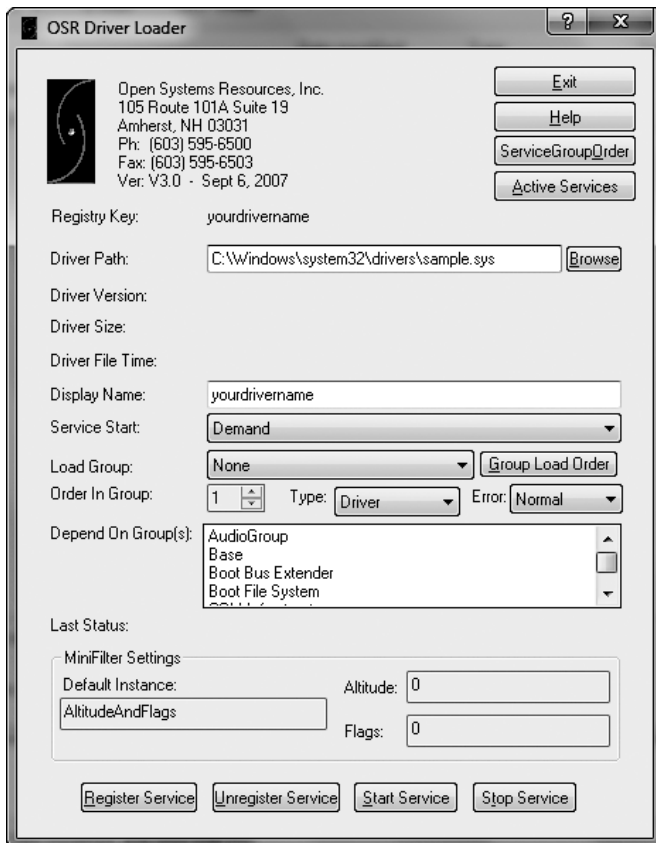 OSR Driver Loader
?
X
Open Systems Resources, Inc.
105 Route 101A Suite 19
Amherst, NH 03031
Ph: (603) 595-6500
Fax: (603) 595-6503
Ver: V3.0 - Sept 6, 2007
Exit
Help
ServiceGroupOrder
Active Services
Registry Key: yourdrivername
Driver Path: C:\Windows\system32\drivers\sample.sys Browse
Driver Version:
Driver Size:
Driver File Time:
Display Name: yourdrivername
Service Start: Demand
Load Group: None Group Load Order
Order In Group: 1 Type: Driver Error: Normal
Depend On Group(s): AudioGroup
Base
Boot Bus Extender
Boot File System
Last Status:
MiniFilter Settings
Default Instance:
AltitudeAndFlags
Altitude: 0
Flags: 0
Register Service Unregister Service Start Service Stop Service